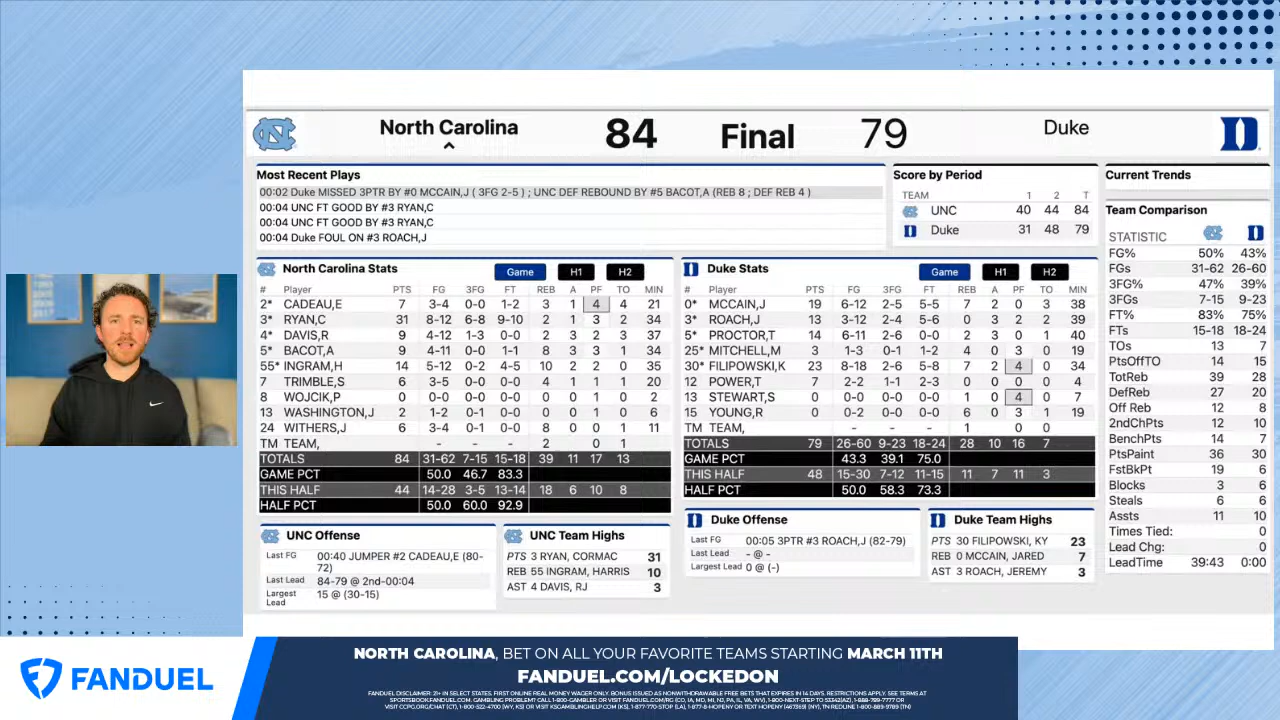 North Carolina 84 Final 79 Duke
Most Recent Plays
00:02 Duke MISSED 3PTR BY #0 MCCAIN,J ( 3FG 2-5 ) ; UNC DEF REBOUND BY #5 BACOT,A (REB 8 ; DEF REB 4 )
00:04 UNC FT GOOD BY #3 RYAN,C
00:04 UNC FT GOOD BY #3 RYAN,C
00:04 Duke FOUL ON #3 ROACH,J
Score by Period
TEAM 1 2 T
UNC 40 44 84
Duke 31 48 79
North Carolina Stats Game H1 H2
# Player PTS FG 3FG FT REB A PF TO MIN
2* CADEAU,E 7 3-4 0-0 1-2 3 1 4 4 21
3* RYAN,C 31 8-12 6-8 9-10 2 1 3 2 34
4* DAVIS,R 9 4-12 1-3 0-0 2 3 2 3 37
5* BACOT,A 9 4-11 0-0 1-1 8 3 3 1 34
55* INGRAM,H 14 5-12 0-2 4-5 10 2 2 0 35
7 TRIMBLE,S 6 3-5 0-0 0-0 4 1 1 1 20
8 WOJCIK,P 0 0-0 0-0 0-0 0 0 1 0 2
13 WASHINGTON,J 2 1-2 0-1 0-0 0 0 1 0 6
24 WITHERS,J 6 3-4 0-1 0-0 8 0 0 1 11
TM TEAM, - - - 2 0 1
TOTALS 84 31-62 7-15 15-18 39 11 17 13
GAME PCT 50.0 46.7 83.3
THIS HALF 44 14-28 3-5 13-14 18 6 10 8
HALF PCT 50.0 60.0 92.9
Duke Stats Game H1 H2
# Player PTS FG 3FG FT REB A PF TO MIN
0* MCCAIN,J 19 6-12 2-5 5-5 7 2 0 3 38
3* ROACH,J 13 3-12 2-4 5-6 0 3 2 2 39
5* PROCTOR,T 14 6-11 2-6 0-0 2 3 0 1 40
25* MITCHELL,M 3 1-3 0-1 1-2 4 0 3 0 19
30* FILIPOWSKI,K 23 8-18 2-6 5-8 7 2 4 0 34
12 POWER,T 7 2-2 1-1 2-3 0 0 0 0 4
13 STEWART,S 0 0-0 0-0 0-0 1 0 4 0 7
15 YOUNG,R 0 0-2 0-0 0-0 6 0 3 1 19
TM TEAM, - - - 1 0 0
TOTALS 79 26-60 9-23 18-24 28 10 16 7
GAME PCT 43.3 39.1 75.0
THIS HALF 48 15-30 7-12 11-15 11 7 11 3
HALF PCT 50.0 58.3 73.3
Current Trends
Team Comparison
STATISTIC
FG% 50% 43%
FGs 31-62 26-60
3FG% 47% 39%
3FGs 7-15 9-23
FT% 83% 75%
FTs 15-18 18-24
TOs 13 7
PtsOffTO 14 15
TotReb 39 28
DefReb 27 20
Off Reb 12 8
2ndChPts 12 10
BenchPts 14 7
PtsPaint 36 30
FstBkPt 19 6
Blocks 3 6
Steals 6 6
Assts 11 10
Times Tied: 0
Lead Chg: 0
LeadTime 39:43 0:00
UNC Offense
Last FG 00:40 JUMPER #2 CADEAU,E (80-72)
Last Lead 84-79 @ 2nd-00:04
Largest Lead 15 @ (30-15)
UNC Team Highs
PTS 3 RYAN, CORMAC 31
REB 55 INGRAM, HARRIS 10
AST 4 DAVIS, RJ 3
Duke Offense
Last FG 00:05 3PTR #3 ROACH,J (82-79)
Last Lead - @ -
Largest Lead 0 @ (-)
Duke Team Highs
PTS 30 FILIPOWSKI, KY 23
REB 0 MCCAIN, JARED 7
AST 3 ROACH, JEREMY 3
FANDUEL
NORTH CAROLINA, BET ON ALL YOUR FAVORITE TEAMS STARTING MARCH 11TH
FANDUEL.COM/LOCKEDON